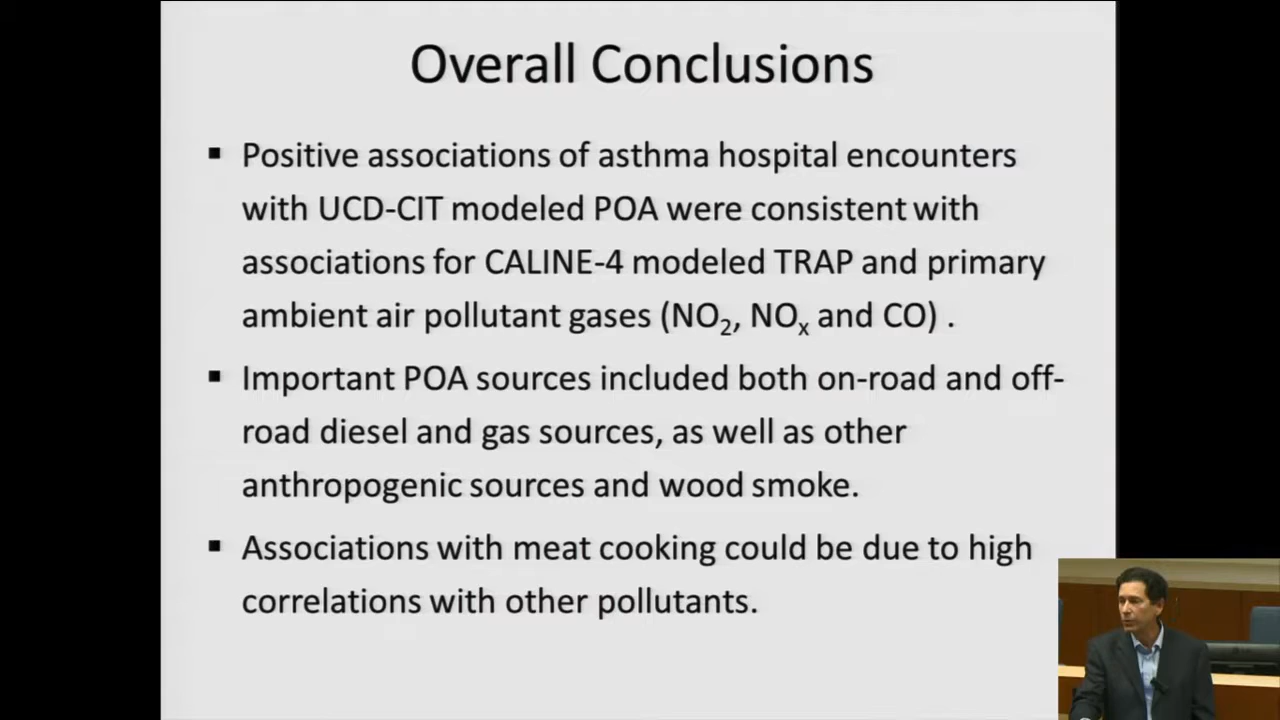 Overall Conclusions
▪ Positive associations of asthma hospital encounters
with UCD-CIT modeled POA were consistent with
associations for CALINE-4 modeled TRAP and primary
ambient air pollutant gases (NO₂, NOₓ and CO) .
▪ Important POA sources included both on-road and off-
road diesel and gas sources, as well as other
anthropogenic sources and wood smoke.
▪ Associations with meat cooking could be due to high
correlations with other pollutants.